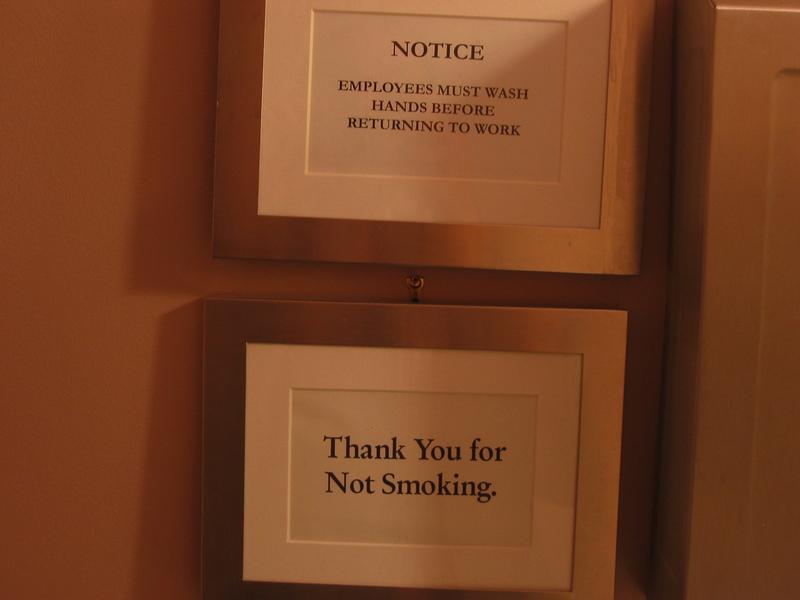 NOTICE
EMPLOYEES MUST WASH
HANDS BEFORE
RETURNING TO WORK
Thank You for
Not Smoking.